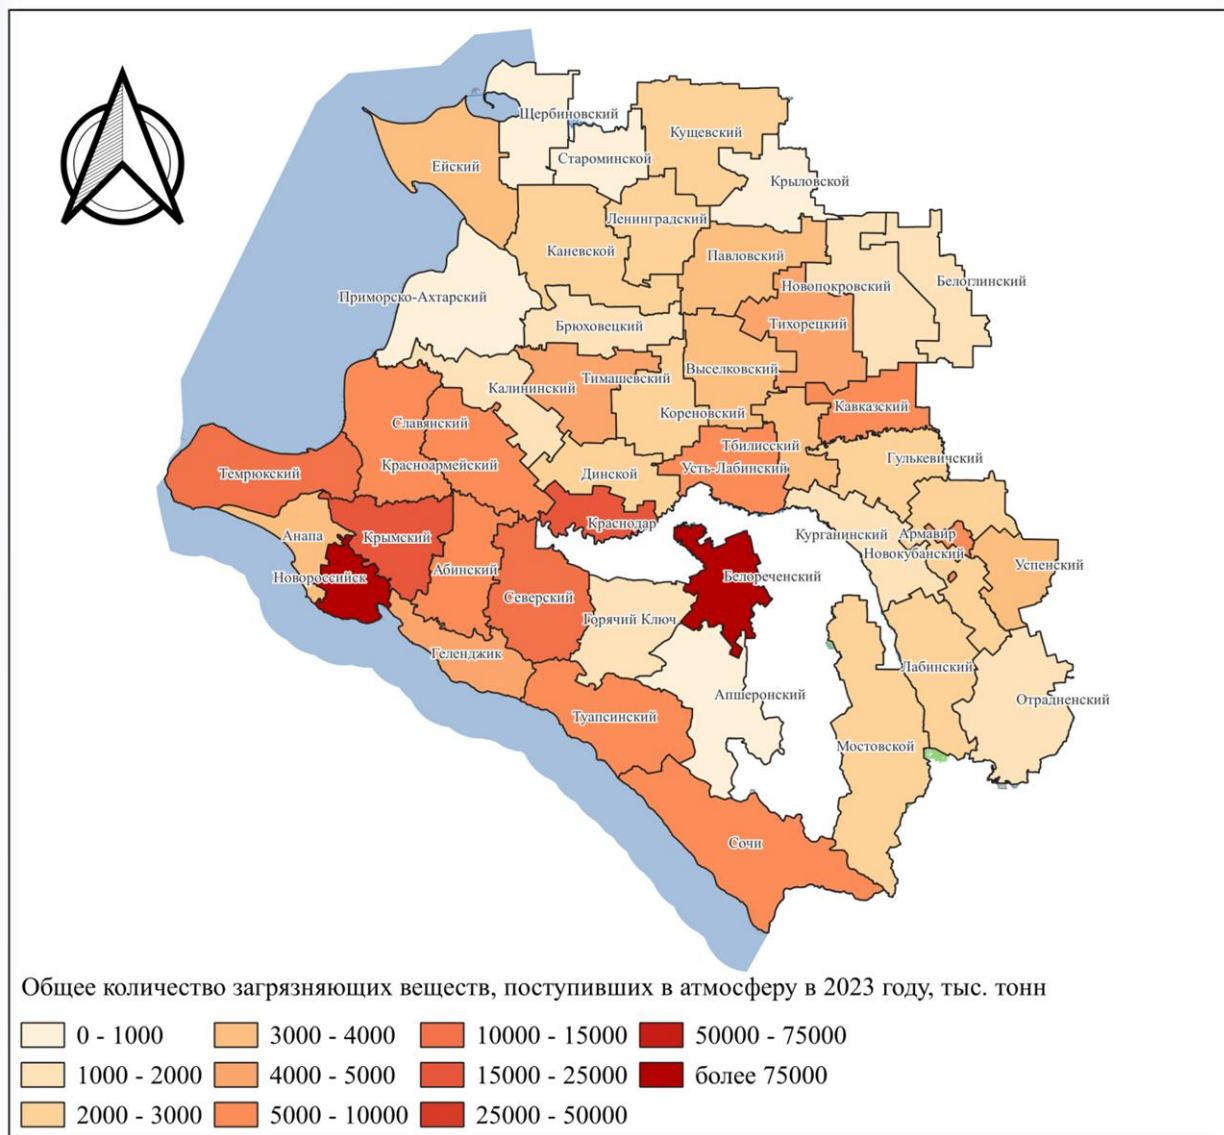 Щербиновский
Кущевский
Староминской
Ейский
Крыловской
Ленинградский
Каневской
Павловский
Белоглинский
Новопокровский
Приморско-Ахтарский
Брюховецкий
Тихорецкий
Выселковский
Тимашевский
Калининский
Кавказский
Кореновский
Славянский
Тбилисский
Гулькевичский
Красноармейский
Усть-Лабинский
Темрюкский
Динской
Краснодар
Курганинский
Армавир
Анапа
Крымский
Новокубанский
Успенский
Абинский
Новороссийск
Белореченский
Северский
Горячий Ключ
Геленджик
Лабинский
Апшеронский
Отрадненский
Туапсинский
Мостовской
Сочи
Общее количество загрязняющих веществ, поступивших в атмосферу в 2023 году, тыс. тонн
0 - 1000
3000 - 4000
10000 - 15000
50000 - 75000
1000 - 2000
4000 - 5000
15000 - 25000
более 75000
2000 - 3000
5000 - 10000
25000 - 50000